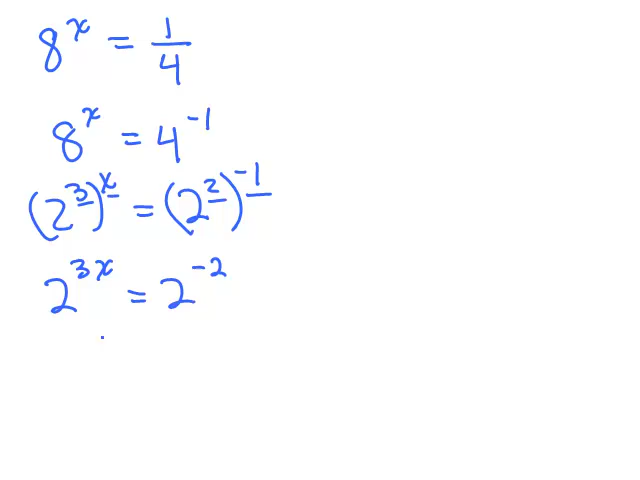 8^x = 1/4
8^x = 4^-1
(2^3)^x = (2^2)^-1
2^3x = 2^-2